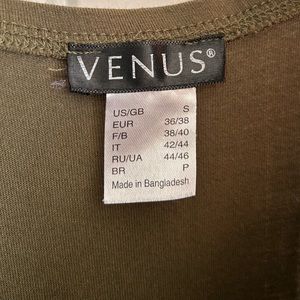 VENUS®
US/GB S
EUR 36/38
F/B 38/40
IT 42/44
RU/UA 44/46
BR P
Made in Bangladesh